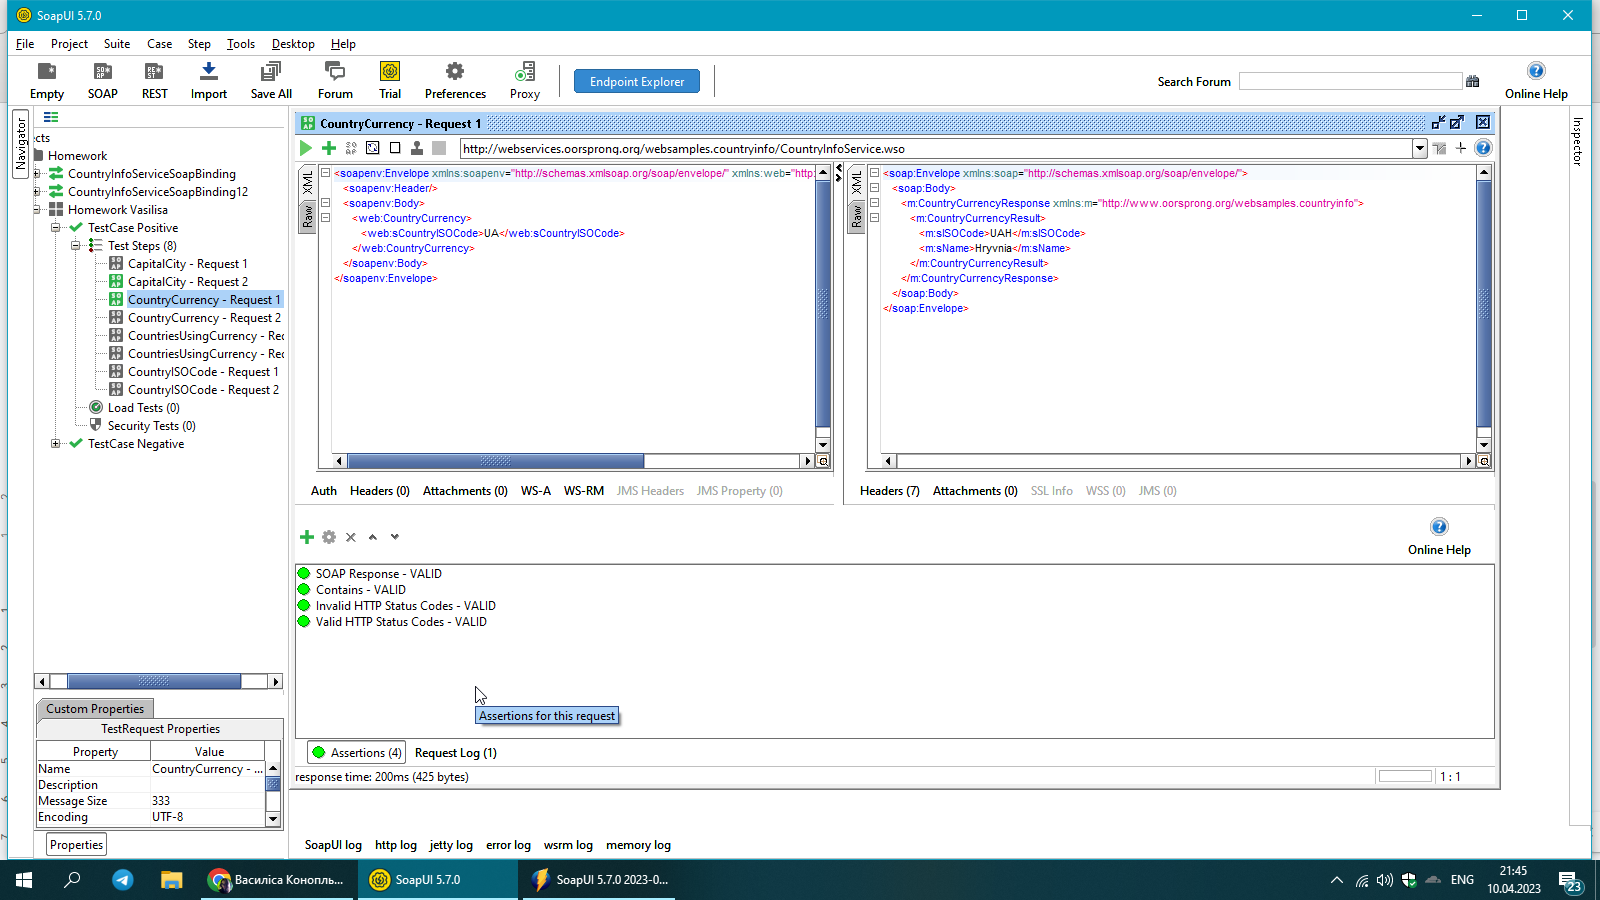 SoapUI 5.7.0
File Project Suite Case Step Tools Desktop Help
Empty SOAP REST Import Save All Forum Trial Preferences Proxy
Endpoint Explorer
Search Forum
Online Help
Navigator
Inspector
ects
Homework
CountryInfoServiceSoapBinding
CountryInfoServiceSoapBinding12
Homework Vasilisa
TestCase Positive
Test Steps (8)
CapitalCity - Request 1
CapitalCity - Request 2
CountryCurrency - Request 1
CountryCurrency - Request 2
CountriesUsingCurrency - Rec
CountriesUsingCurrency - Rec
CountryISOCode - Request 1
CountryISOCode - Request 2
Load Tests (0)
Security Tests (0)
TestCase Negative
Custom Properties
TestRequest Properties
Property Value
Name CountryCurrency - ...
Description
Message Size 333
Encoding UTF-8
Properties
CountryCurrency - Request 1
http://webservices.oorsprong.org/websamples.countryinfo/CountryInfoService.wso
XML
Raw
<soapenv:Envelope xmlns:soapenv="http://schemas.xmlsoap.org/soap/envelope/" xmlns:web="http:
<soapenv:Header/>
<soapenv:Body>
<web:CountryCurrency>
<web:sCountryISOCode>UA</web:sCountryISOCode>
</web:CountryCurrency>
</soapenv:Body>
</soapenv:Envelope>
XML
Raw
<soap:Envelope xmlns:soap="http://schemas.xmlsoap.org/soap/envelope/">
<soap:Body>
<m:CountryCurrencyResponse xmlns:m="http://www.oorsprong.org/websamples.countryinfo">
<m:CountryCurrencyResult>
<m:sISOCode>UAH</m:sISOCode>
<m:sName>Hryvnia</m:sName>
</m:CountryCurrencyResult>
</m:CountryCurrencyResponse>
</soap:Body>
</soap:Envelope>
Auth Headers (0) Attachments (0) WS-A WS-RM JMS Headers JMS Property (0)
Headers (7) Attachments (0) SSL Info WSS (0) JMS (0)
Online Help
SOAP Response - VALID
Contains - VALID
Invalid HTTP Status Codes - VALID
Valid HTTP Status Codes - VALID
Assertions for this request
Assertions (4) Request Log (1)
response time: 200ms (425 bytes)
1 : 1
SoapUI log http log jetty log error log wsrm log memory log
Василіса Конопль...
SoapUI 5.7.0
SoapUI 5.7.0 2023-0...
ENG
21:45
10.04.2023
23